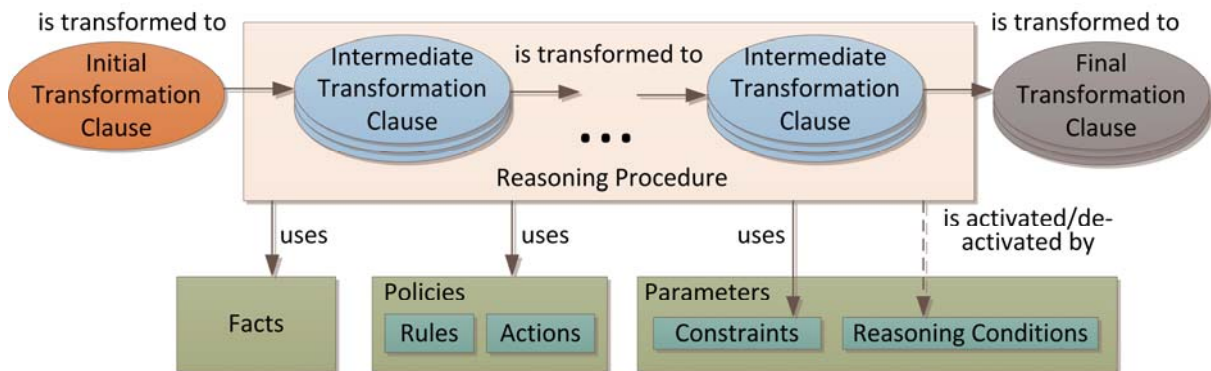 is transformed to
is transformed to
Initial
Transformation
Clause
Intermediate
Transformation
Clause
is transformed to
...
Intermediate
Transformation
Clause
Final
Transformation
Clause
Reasoning Procedure
uses
uses
uses
is activated/de-
activated by
Facts
Policies
Rules
Actions
Parameters
Constraints
Reasoning Conditions